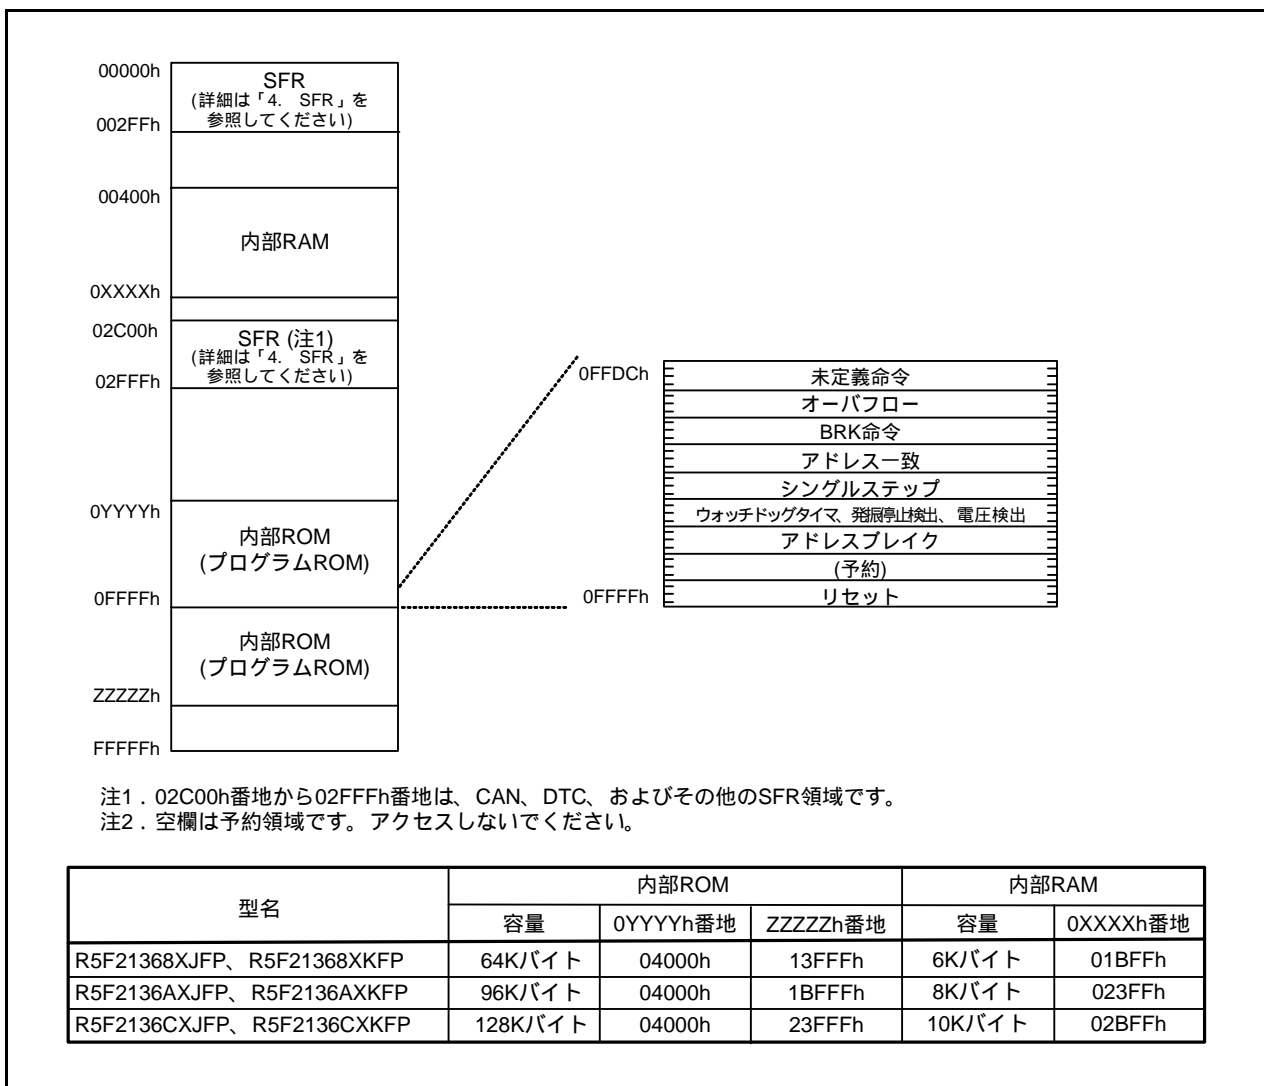 00000h
SFR
(詳細は「4. SFR」を
参照してください)
002FFh
00400h
内部RAM
0XXXXh
02C00h
SFR (注1)
(詳細は「4. SFR」を
参照してください)
02FFFh
0YYYYh
内部ROM
(プログラムROM)
0FFFFh
内部ROM
(プログラムROM)
ZZZZZh
FFFFFh
0FFDCh
未定義命令
オーバフロー
BRK命令
アドレス一致
シングルステップ
ウォッチドッグタイマ、発振停止検出、電圧検出
アドレスブレイク
(予約)
0FFFFh
リセット
注1．02C00h番地から02FFFh番地は、CAN、DTC、およびその他のSFR領域です。
注2．空欄は予約領域です。アクセスしないでください。
型名 内部ROM 内部RAM
容量 0YYYYh番地 ZZZZZh番地 容量 0XXXXh番地
R5F21368XJFP、R5F21368XKFP 64Kバイト 04000h 13FFFh 6Kバイト 01BFFh
R5F2136AXJFP、R5F2136AXKFP 96Kバイト 04000h 1BFFFh 8Kバイト 023FFh
R5F2136CXJFP、R5F2136CXKFP 128Kバイト 04000h 23FFFh 10Kバイト 02BFFh